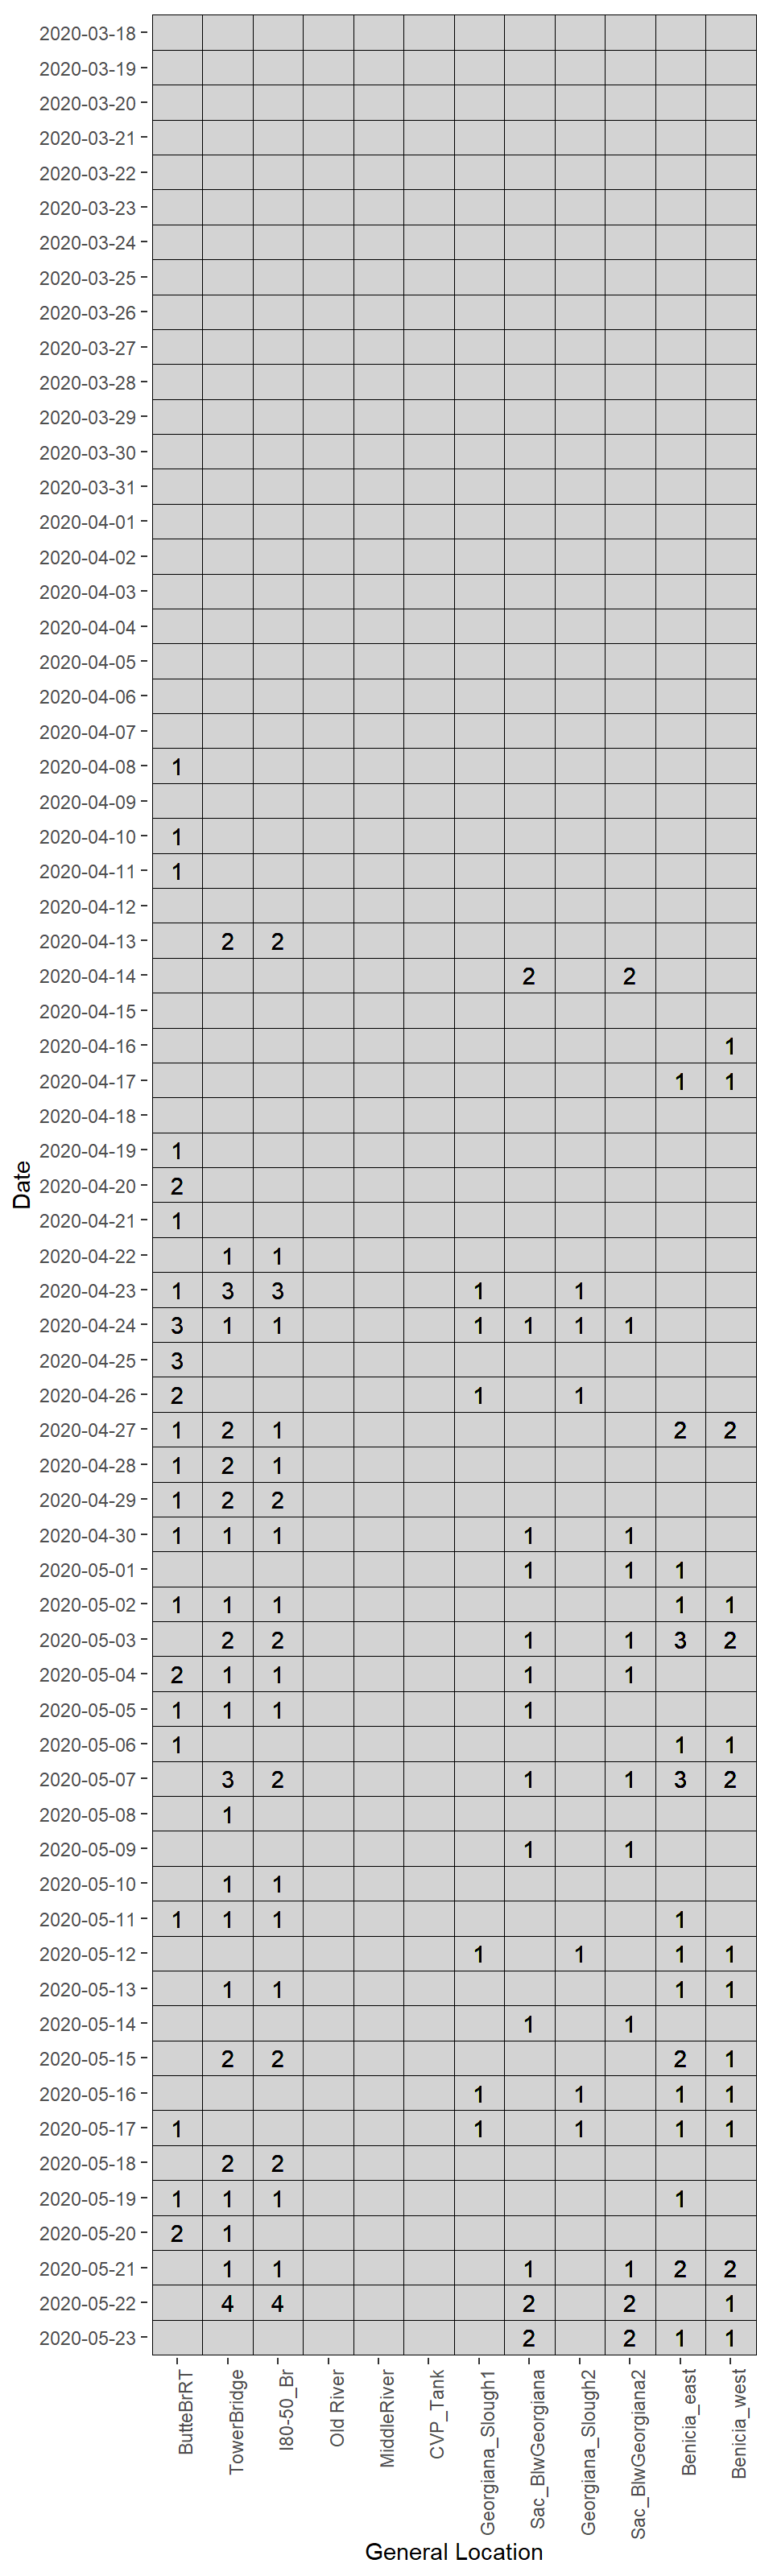 2020-03-18
2020-03-19
2020-03-20
2020-03-21
2020-03-22
2020-03-23
2020-03-24
2020-03-25
2020-03-26
2020-03-27
2020-03-28
2020-03-29
2020-03-30
2020-03-31
2020-04-01
2020-04-02
2020-04-03
2020-04-04
2020-04-05
2020-04-06
2020-04-07
2020-04-08 1
2020-04-09
2020-04-10 1
2020-04-11 1
2020-04-12
2020-04-13 2 2
2020-04-14 2 2
2020-04-15
2020-04-16 1
2020-04-17 1 1
2020-04-18
2020-04-19 1
Date
2020-04-20 2
2020-04-21 1
2020-04-22 1 1
2020-04-23 1 3 3 1 1
2020-04-24 3 1 1 1 1 1 1
2020-04-25 3
2020-04-26 2 1 1
2020-04-27 1 2 1 2 2
2020-04-28 1 2 1
2020-04-29 1 2 2
2020-04-30 1 1 1 1 1
2020-05-01 1 1 1
2020-05-02 1 1 1 1 1
2020-05-03 2 2 1 1 3 2
2020-05-04 2 1 1 1 1
2020-05-05 1 1 1 1
2020-05-06 1 1 1
2020-05-07 3 2 1 1 3 2
2020-05-08 1
2020-05-09 1 1
2020-05-10 1 1
2020-05-11 1 1 1 1
2020-05-12 1 1 1 1
2020-05-13 1 1 1 1
2020-05-14 1 1
2020-05-15 2 2 2 1
2020-05-16 1 1 1 1
2020-05-17 1 1 1 1 1
2020-05-18 2 2
2020-05-19 1 1 1 1
2020-05-20 2 1
2020-05-21 1 1 1 1 2 2
2020-05-22 4 4 2 2 1
2020-05-23 2 2 1 1
ButteBrRT
TowerBridge
I80-50_Br
Old River
MiddleRiver
CVP_Tank
Georgiana_Slough1
Sac_BlwGeorgiana
Georgiana_Slough2
Sac_BlwGeorgiana2
Benicia_east
Benicia_west
General Location